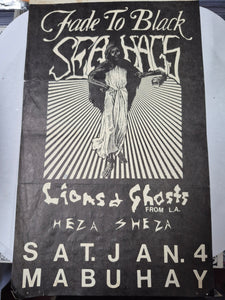 Fade To Black
SEA HAGS
Lions & Ghosts
FROM L.A.
HEZA SHEZA
SAT. JAN. 4
MABUHAY